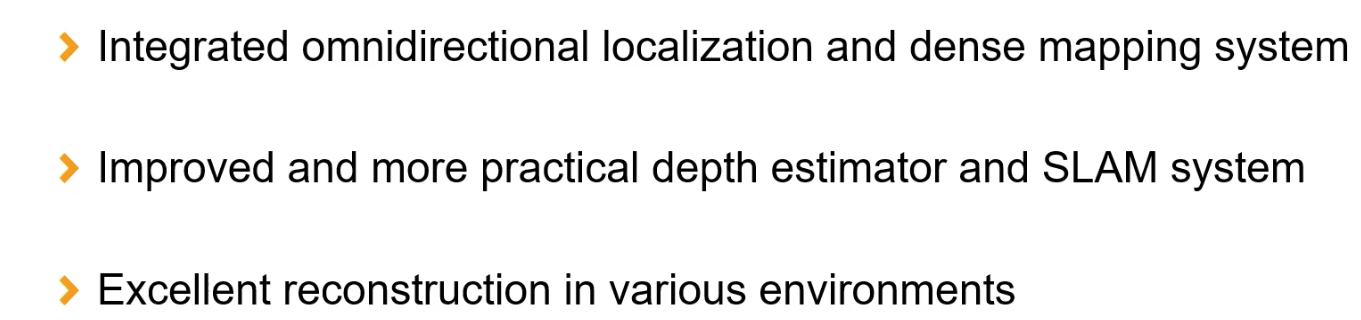 Integrated omnidirectional localization and dense mapping system
Improved and more practical depth estimator and SLAM system
Excellent reconstruction in various environments